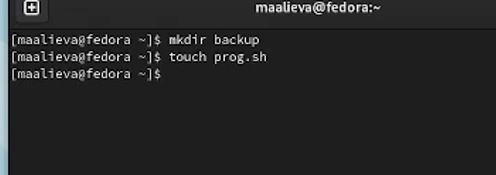 maalieva@fedora:~
[maalieva@fedora ~]$ mkdir backup
[maalieva@fedora ~]$ touch prog.sh
[maalieva@fedora ~]$